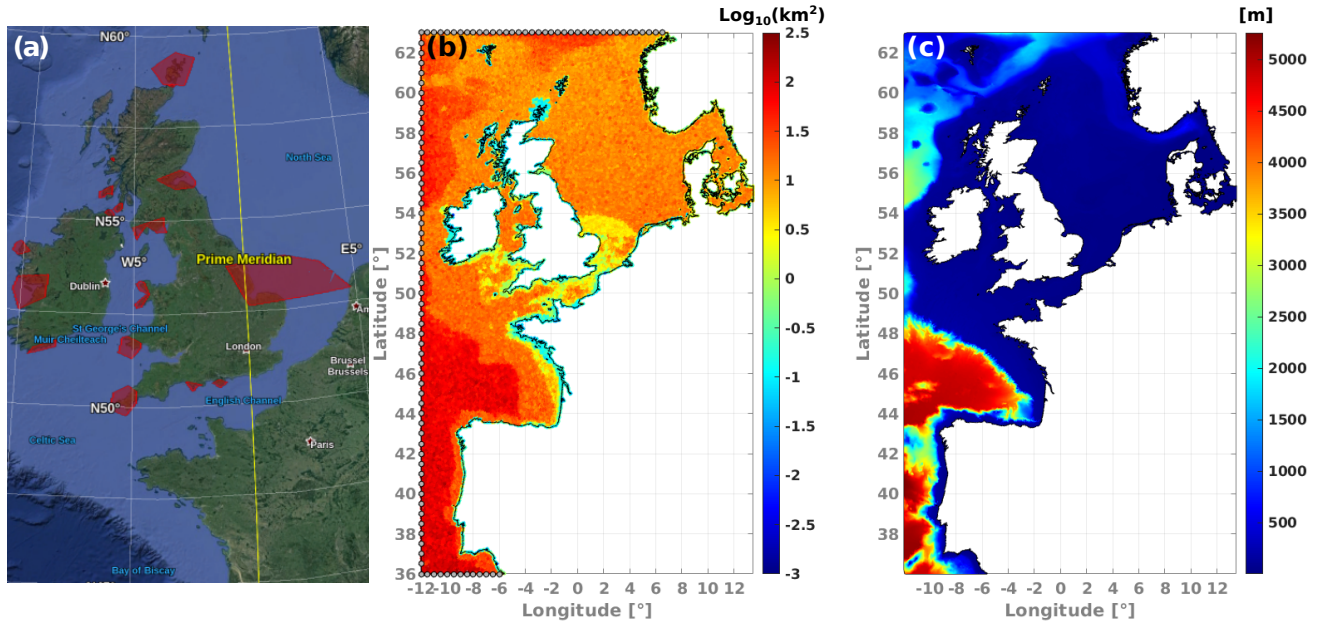 (a)
N60°
North Sea
N55°
W5°
Prime Meridian
E5°
Dublin
St George's Channel
Muir Cheilteach
London
Brussel
Brussels
N50°
English Channel
Celtic Sea
Paris
Bay of Biscay
Log10(km2)
(b)
62
60
58
56
54
52
50
48
46
44
42
40
38
36
Latitude [°]
-12 -10 -8 -6 -4 -2 0 2 4 6 8 10 12
Longitude [°]
2.5
2
1.5
1
0.5
0
-0.5
-1
-1.5
-2
-2.5
-3
[m]
(c)
62
60
58
56
54
52
50
48
46
44
42
40
38
36
Latitude [°]
-10 -8 -6 -4 -2 0 2 4 6 8 10 12
Longitude [°]
5000
4500
4000
3500
3000
2500
2000
1500
1000
500